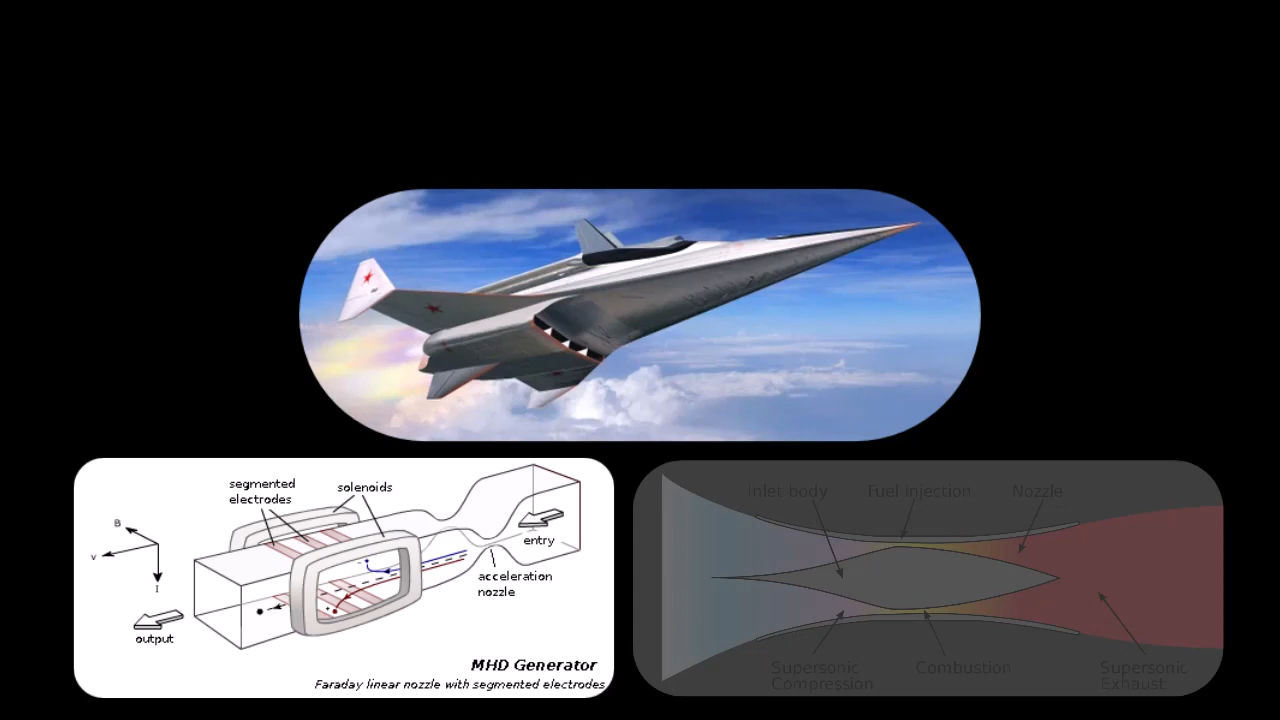 segmented
electrodes
solenoids
B
v
I
entry
acceleration
nozzle
output
MHD Generator
Faraday linear nozzle with segmented electrodes
Inlet body
Fuel injection
Nozzle
Supersonic
Compression
Combustion
Supersonic
Exhaust